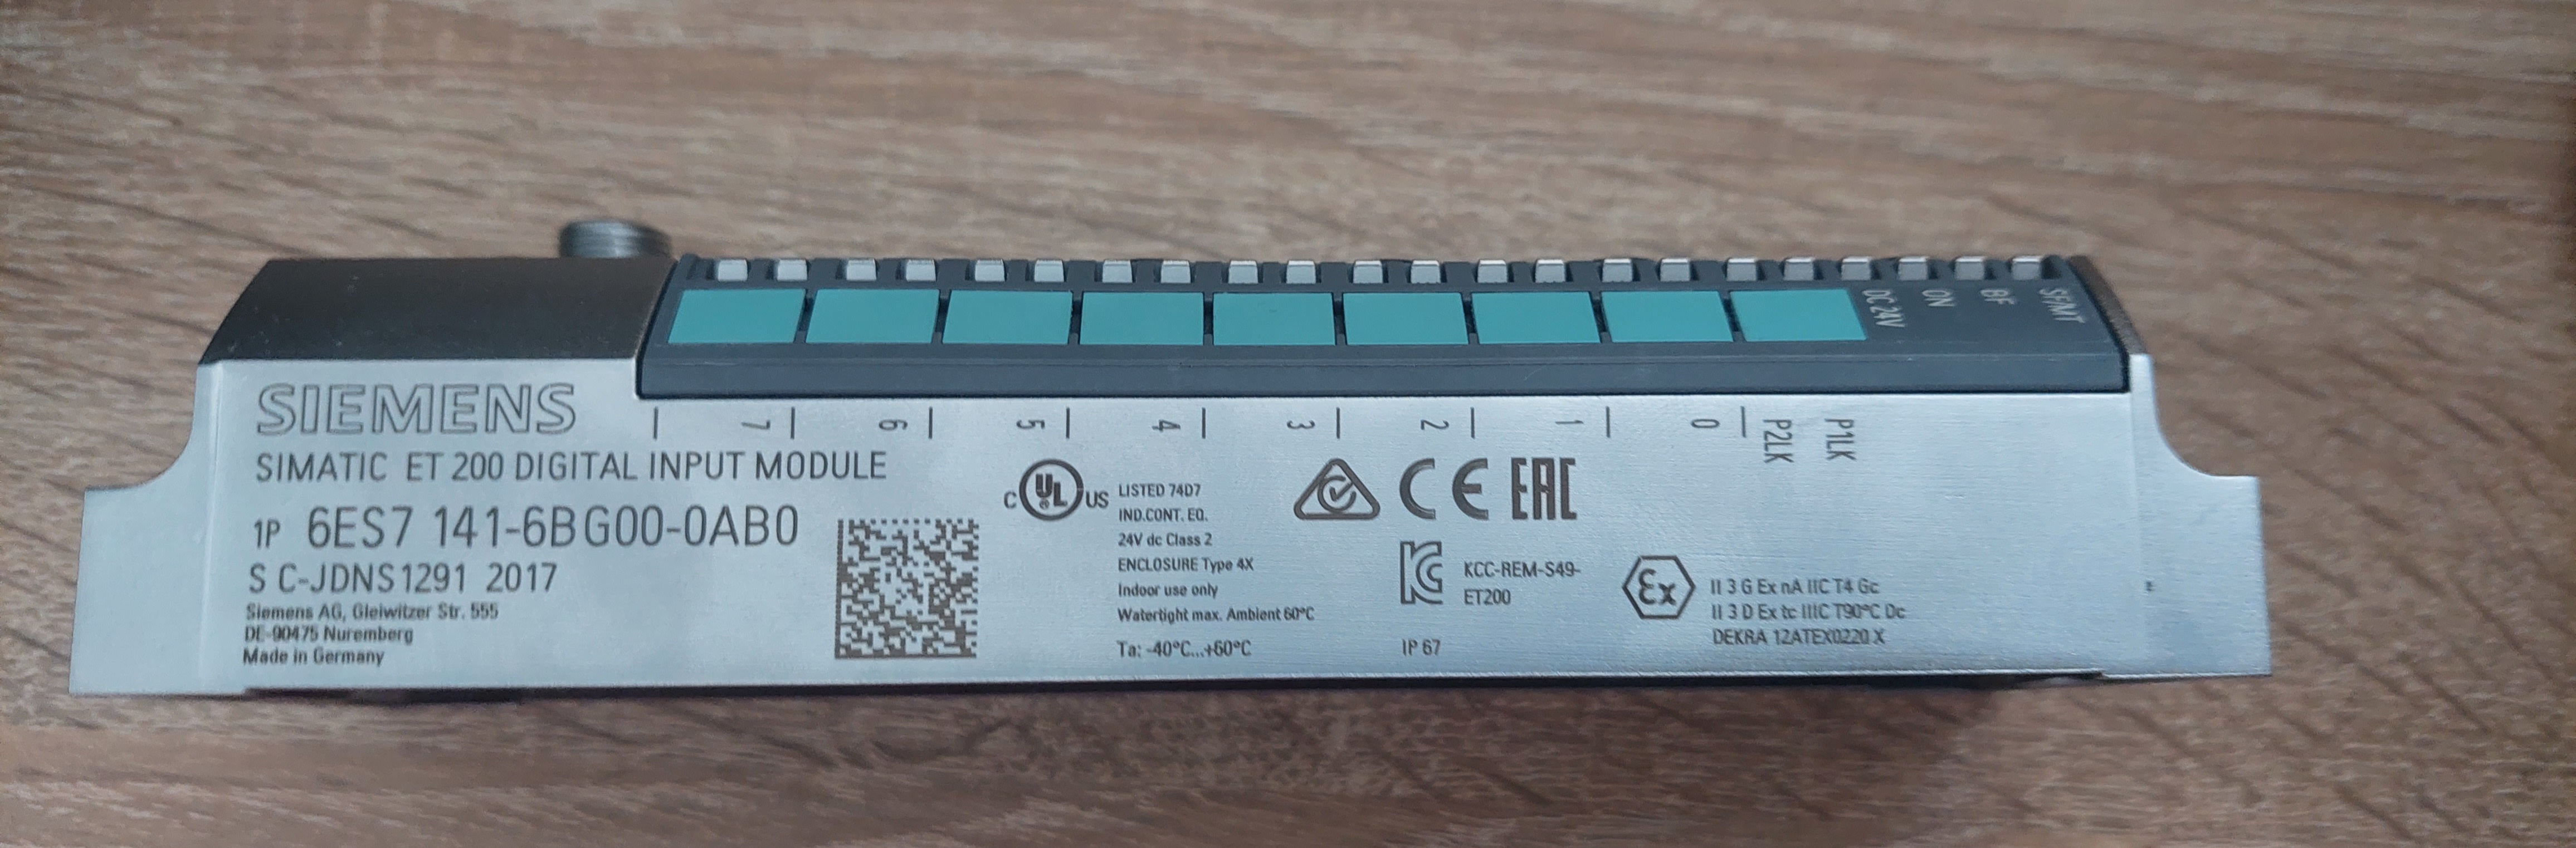 DC 24V
ON
BF
SF/MT
SIEMENS
7
6
5
4
3
2
1
0
P2LK
P1LK
SIMATIC ET 200 DIGITAL INPUT MODULE
1P 6ES7 141-6BG00-0AB0
S C-JDNS1291 2017
Siemens AG, Gleiwitzer Str. 555
DE-90475 Nuremberg
Made in Germany
C UL US
LISTED 74D7
IND.CONT. EQ.
24V dc Class 2
ENCLOSURE Type 4X
Indoor use only
Watertight max. Ambient 60°C
Ta: -40°C...+60°C
CE EAC
KCC-REM-S49-
ET200
IP 67
Ex
II 3 G Ex nA IIC T4 Gc
II 3 D Ex tc IIIC T90°C Dc
DEKRA 12ATEX0220 X